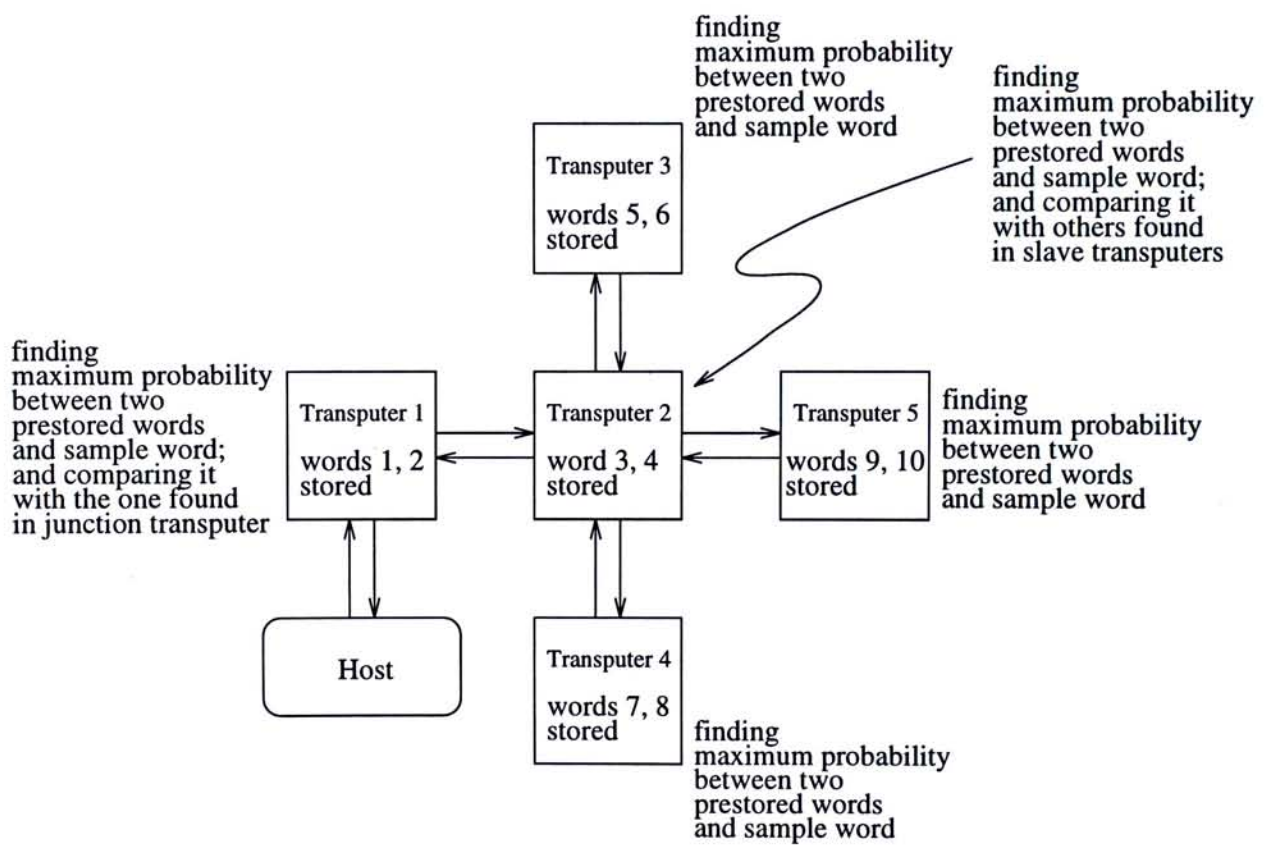 finding
maximum probability
between two
prestored words
and sample word
finding
maximum probability
between two
prestored words
and sample word;
and comparing it
with others found
in slave transputers
Transputer 3
words 5, 6
stored
finding
maximum probability
between two
prestored words
and sample word;
and comparing it
with the one found
in junction transputer
Transputer 1
words 1, 2
stored
Transputer 2
word 3, 4
stored
Transputer 5
words 9, 10
stored
finding
maximum probability
between two
prestored words
and sample word
Host
Transputer 4
words 7, 8
stored
finding
maximum probability
between two
prestored words
and sample word